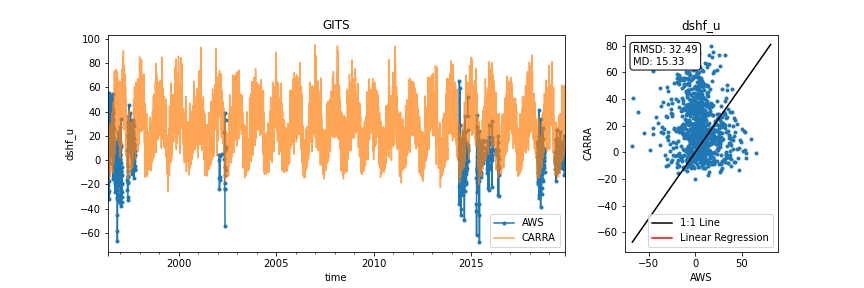 GITS
dshf_u
100
80
60
40
20
0
−20
−40
−60
2000
2005
2010
2015
time
AWS
CARRA
dshf_u
RMSD: 32.49
MD: 15.33
CARRA
80
60
40
20
0
−20
−40
−60
−50
0
50
AWS
1:1 Line
Linear Regression